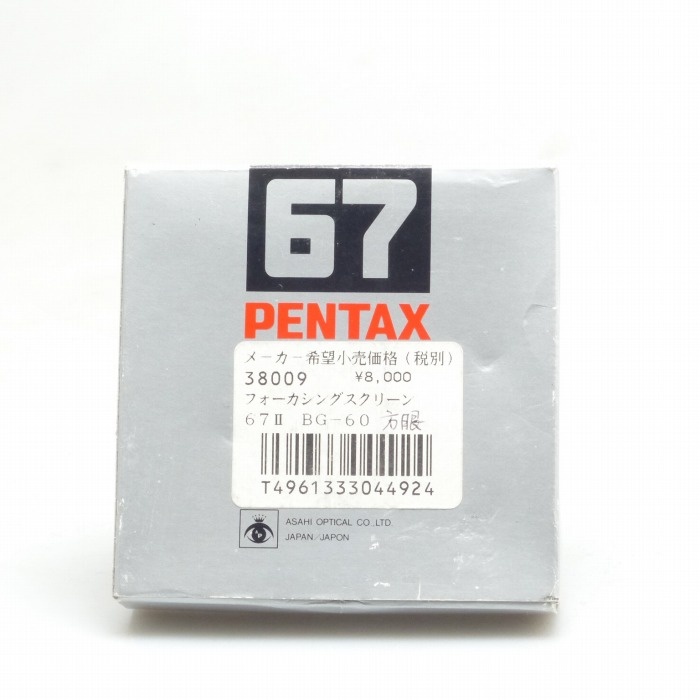 67
PENTAX
メーカー希望小売価格(税別)
38009 ¥8,000
フォーカシングスクリーン
67Ⅱ BG-60 方眼
T4961333044924
ASAHI OPTICAL CO.,LTD.
JAPAN/JAPON